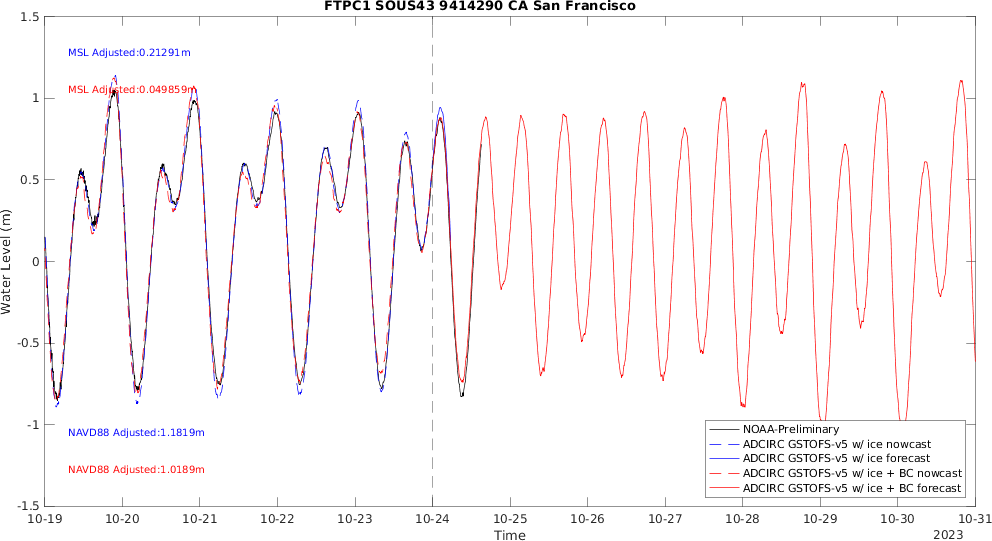 FTPC1 SOUS43 9414290 CA San Francisco
1.5
1
0.5
0
-0.5
-1
-1.5
Water Level (m)
MSL Adjusted:0.21291m
MSL Adjusted:0.049859m
NAVD88 Adjusted:1.1819m
NAVD88 Adjusted:1.0189m
NOAA-Preliminary
ADCIRC GSTOFS-v5 w/ ice nowcast
ADCIRC GSTOFS-v5 w/ ice forecast
ADCIRC GSTOFS-v5 w/ ice + BC nowcast
ADCIRC GSTOFS-v5 w/ ice + BC forecast
10-19 10-20 10-21 10-22 10-23 10-24 10-25 10-26 10-27 10-28 10-29 10-30 10-31
Time
2023